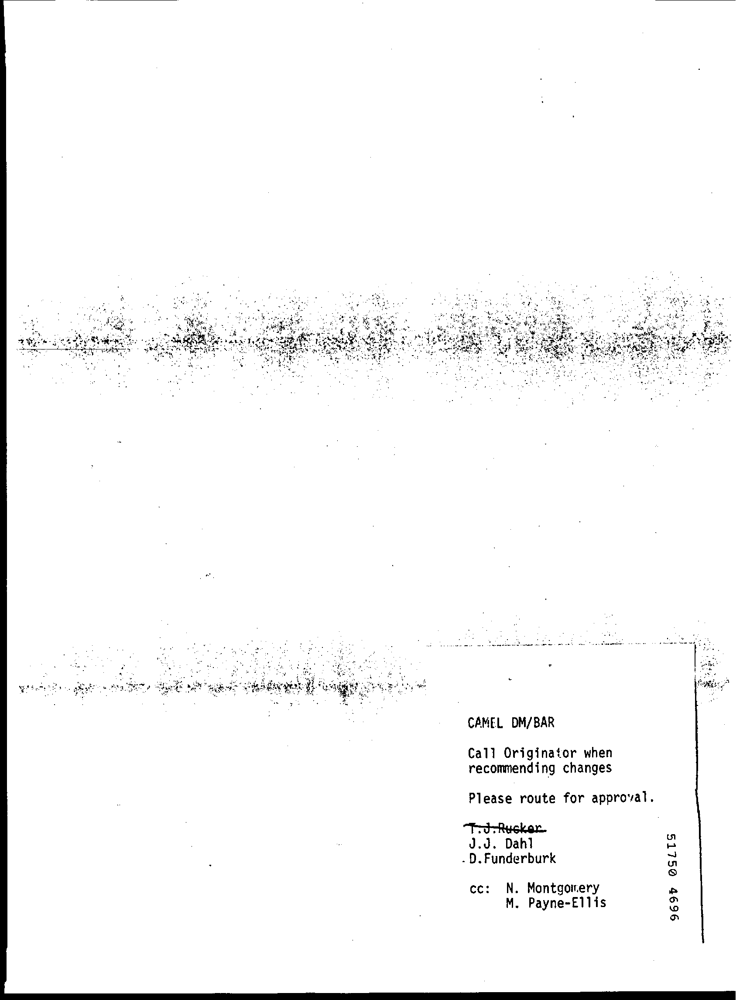 CAMEL DM/BAR
Call Originator when
recommending changes
Please route for approval.
T.J.Rucker
J.J. Dahl
D.Funderburk
cc: N. Montgomery
M. Payne-Ellis
51750 4696